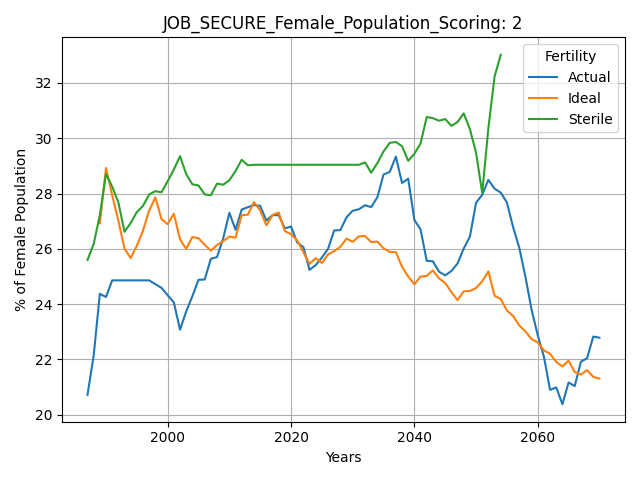 JOB_SECURE_Female_Population_Scoring: 2
Fertility
Actual
Ideal
Sterile
% of Female Population
32
30
28
26
24
22
20
2000 2020 2040 2060
Years